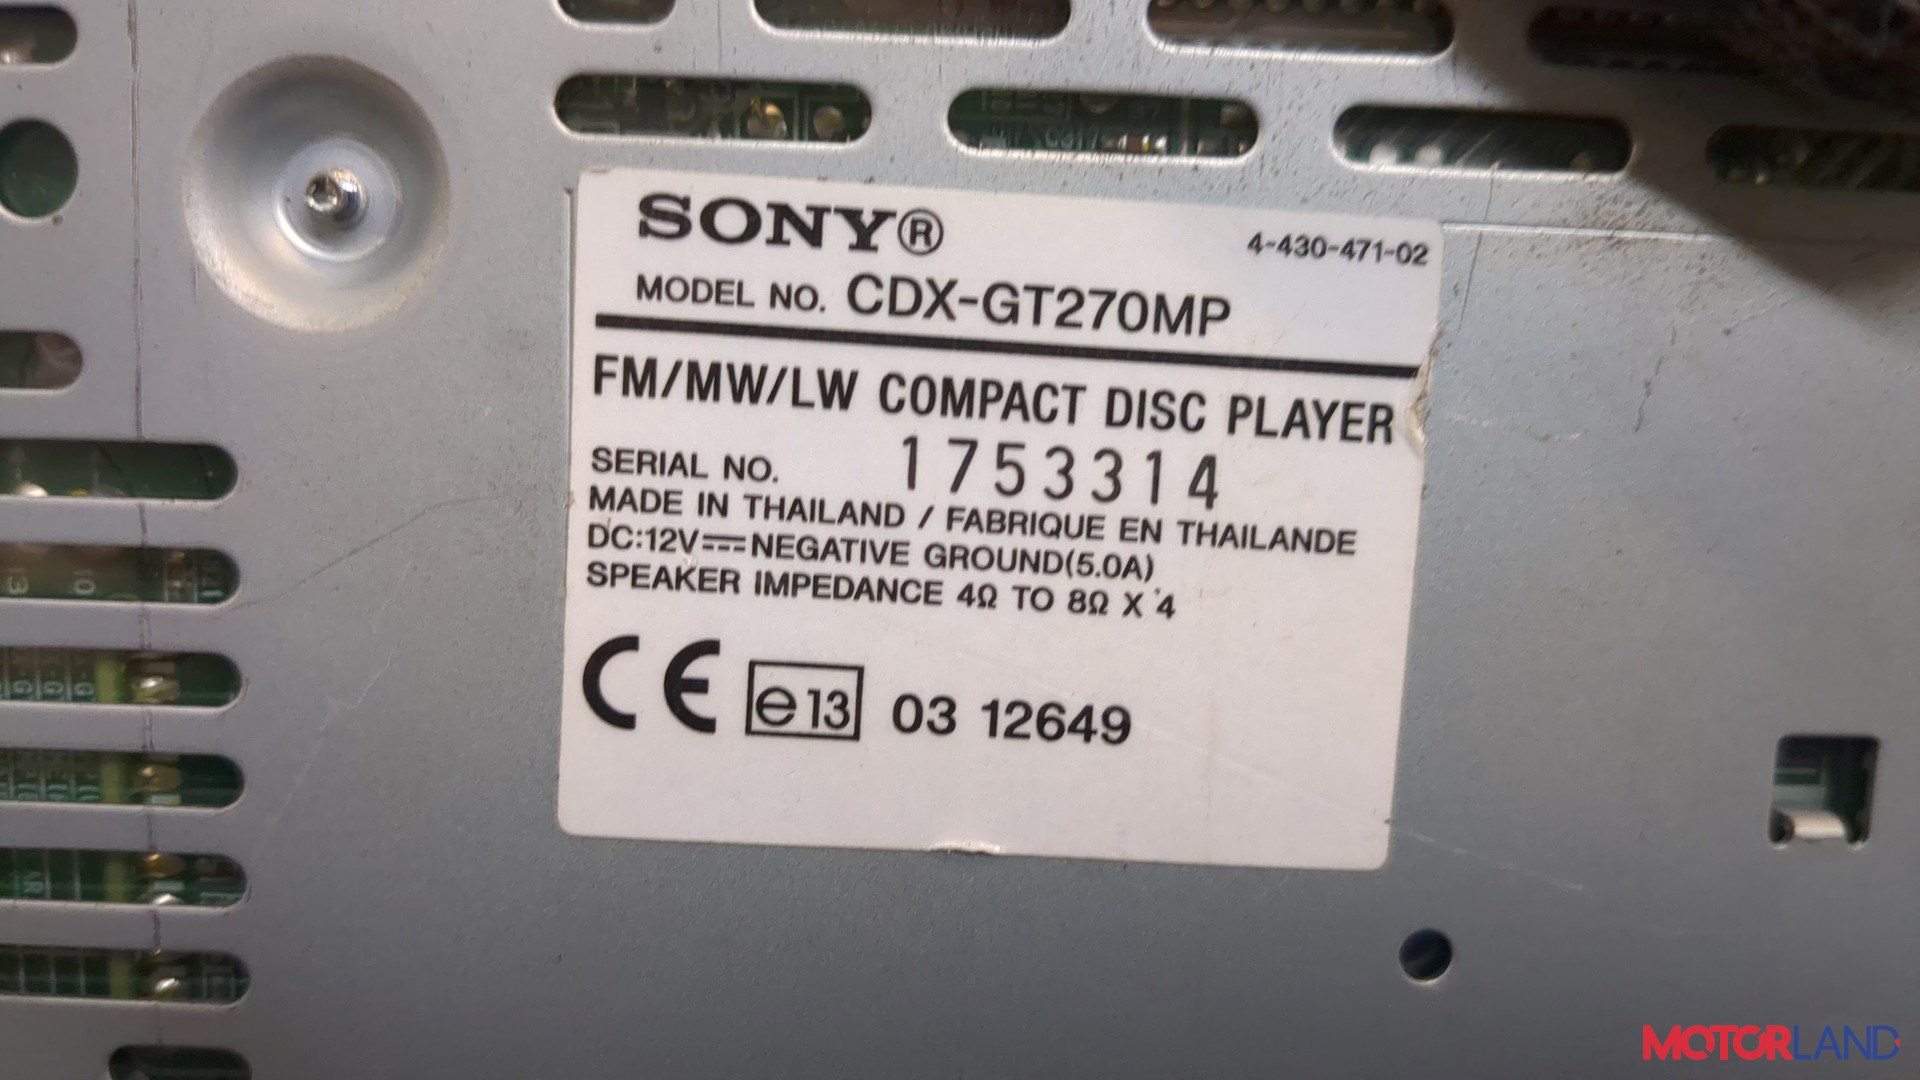 SONY®
4-430-471-02
MODEL NO. CDX-GT270MP
FM/MW/LW COMPACT DISC PLAYER
SERIAL NO. 1753314
MADE IN THAILAND / FABRIQUE EN THAILANDE
DC:12V⎓NEGATIVE GROUND(5.0A)
SPEAKER IMPEDANCE 4Ω TO 8Ω X 4
CE e13 03 12649
MOTORLAND